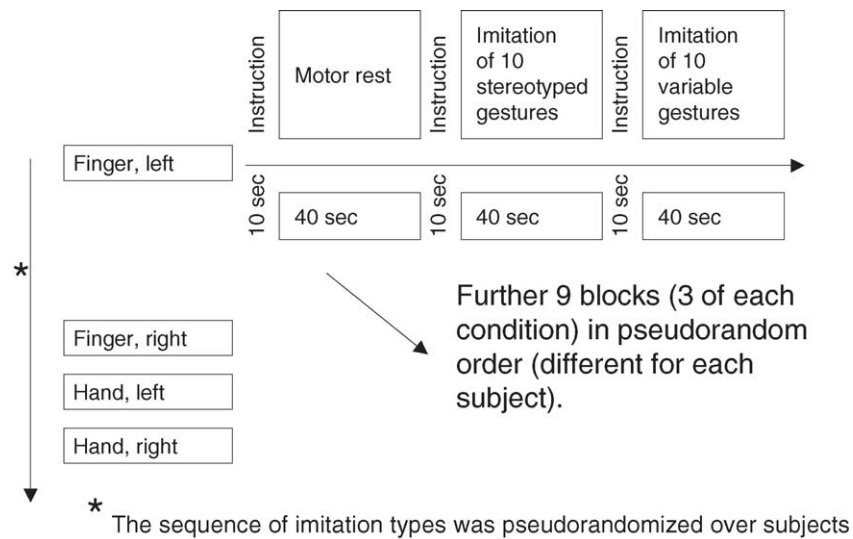 Instruction
Motor rest
Instruction
Imitation
of 10
stereotyped
gestures
Instruction
Imitation
of 10
variable
gestures
Finger, left
10 sec
40 sec
10 sec
40 sec
10 sec
40 sec
*
Further 9 blocks (3 of each
condition) in pseudorandom
order (different for each
subject).
Finger, right
Hand, left
Hand, right
* The sequence of imitation types was pseudorandomized over subjects